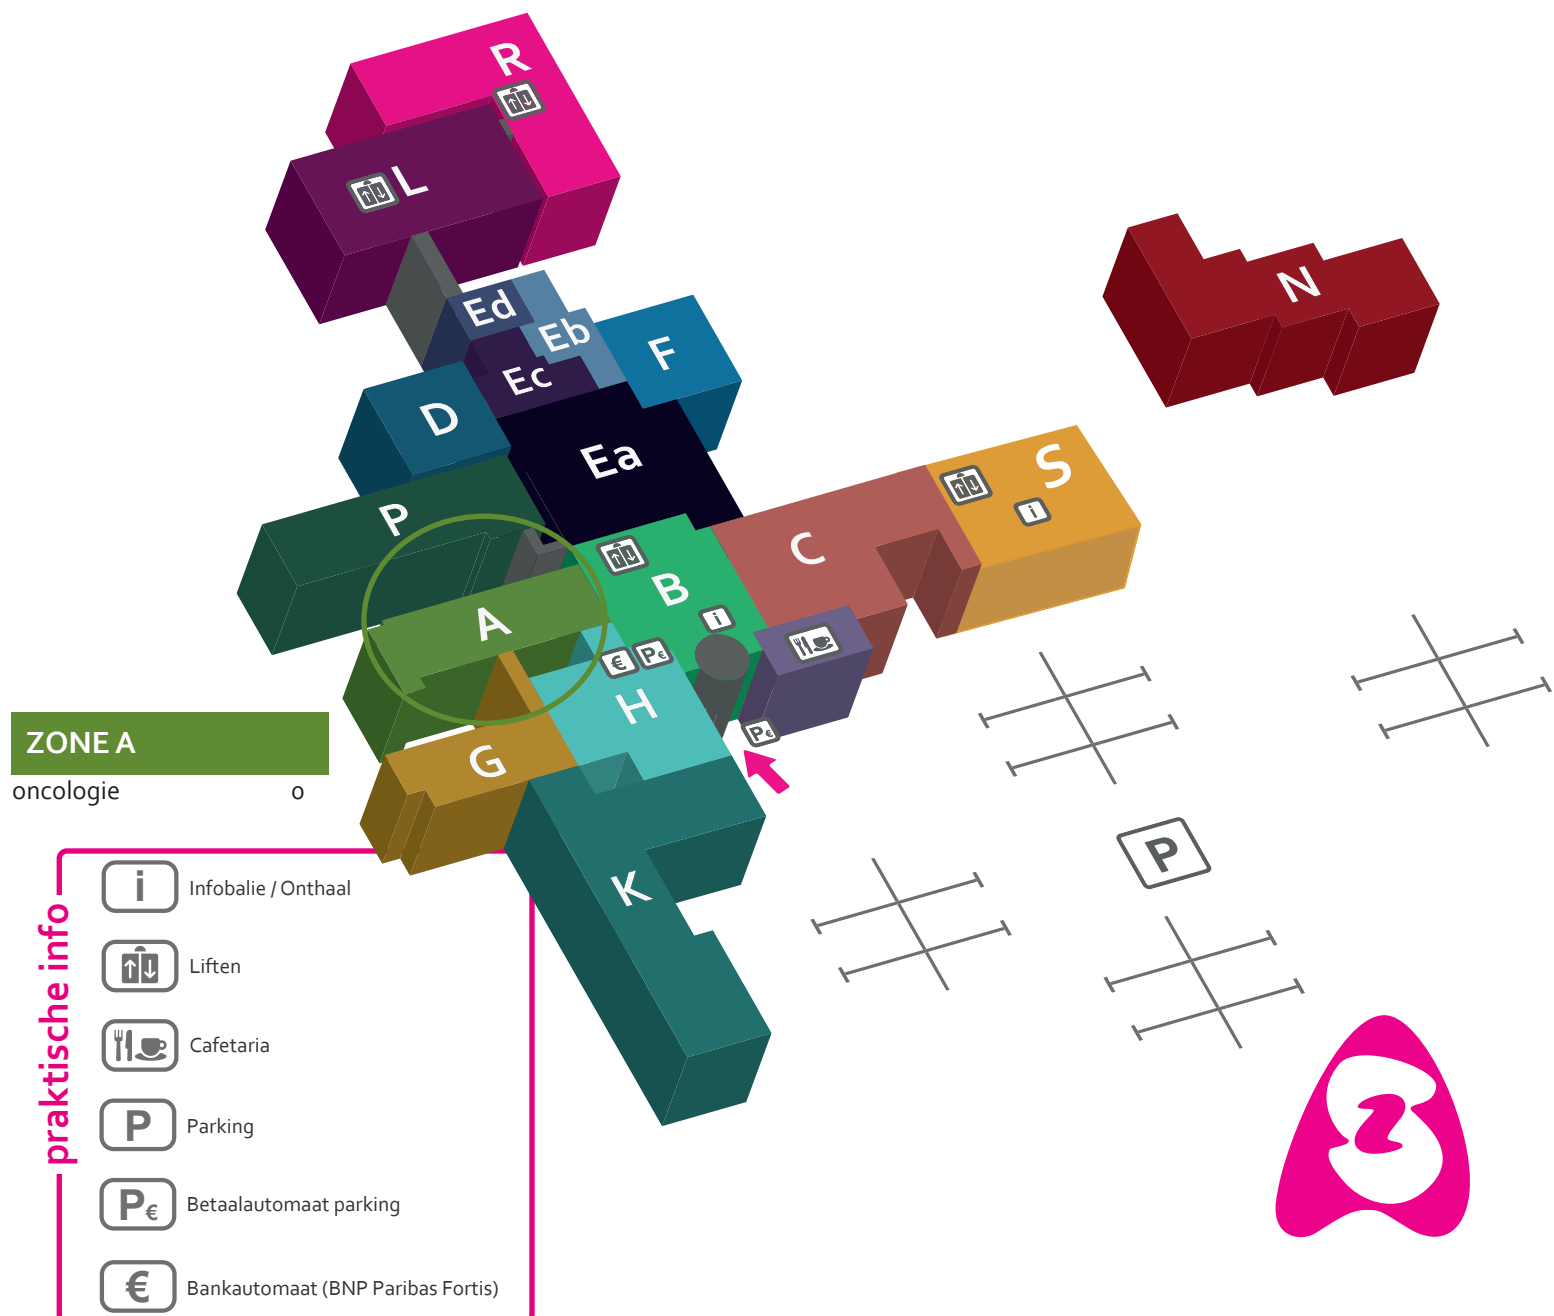 R
L
N
Ed
Eb
F
Ec
D
Ea
S
P
i
C
B
i
A
€ P€
H
P€
ZONE A
G
oncologie o
P
K
praktische info
i Infobalie / Onthaal
Liften
Cafetaria
P Parking
P€ Betaalautomaat parking
€ Bankautomaat (BNP Paribas Fortis)